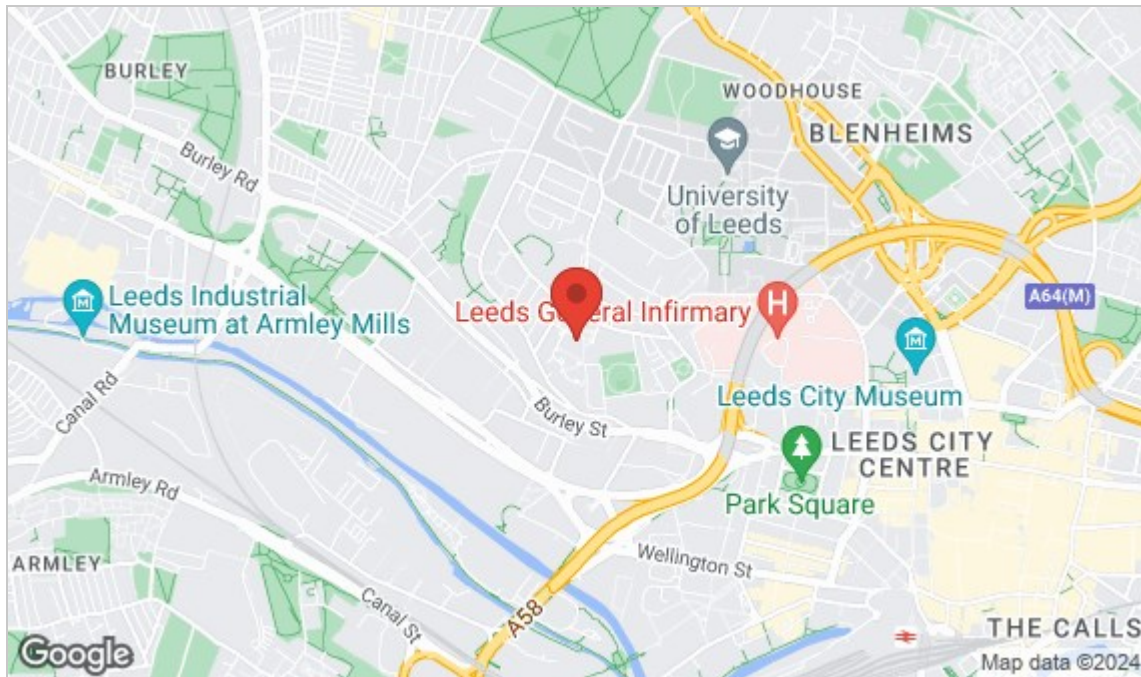 BURLEY
WOODHOUSE
BLENHEIMS
Burley Rd
University
of Leeds
Leeds Industrial
Museum at Armley Mills
Leeds General Infirmary
H
A64(M)
M
M
Leeds City Museum
Canal Rd
Burley St
LEEDS CITY
CENTRE
Armley Rd
Park Square
ARMLEY
Wellington St
Canal St
A58
THE CALLS
Google
Map data ©2024